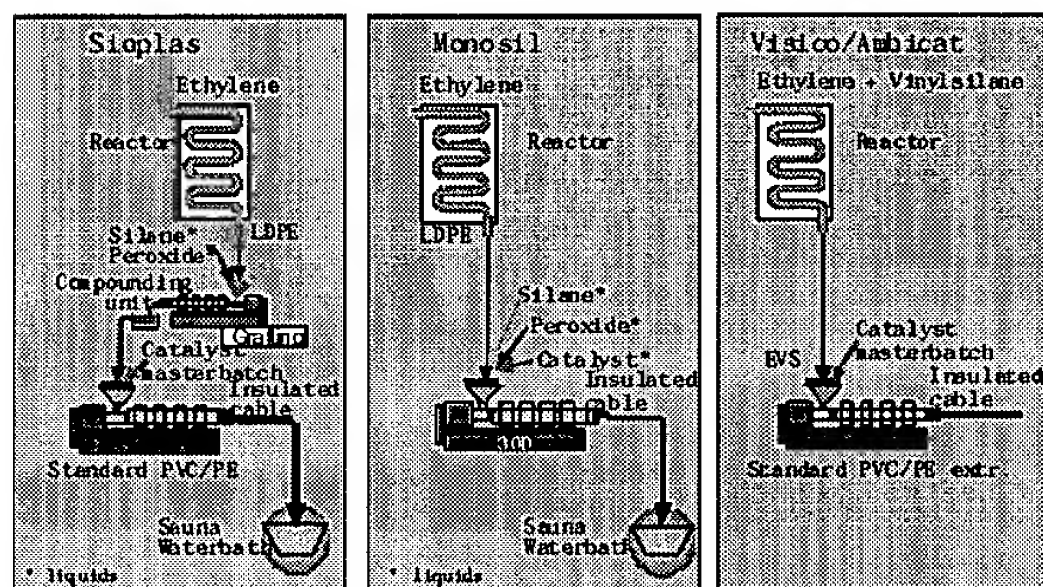 Sioplas
Ethylene
Reactor
LDPE
Silane*
Peroxide*
Compounding
unit
Catalyst
masterbatch
Insulated
cable
Standard PVC/PE
Sauna
Waterbath
* liquids
Monosil
Ethylene
Reactor
LDPE
Silane*
Peroxide*
Catalyst*
Insulated
cable
Sauna
Waterbath
* liquids
Visico/Ambicat
Ethylene + Vinylsilane
Reactor
EVS
Catalyst
masterbatch
Insulated
cable
Standard PVC/PE extr.